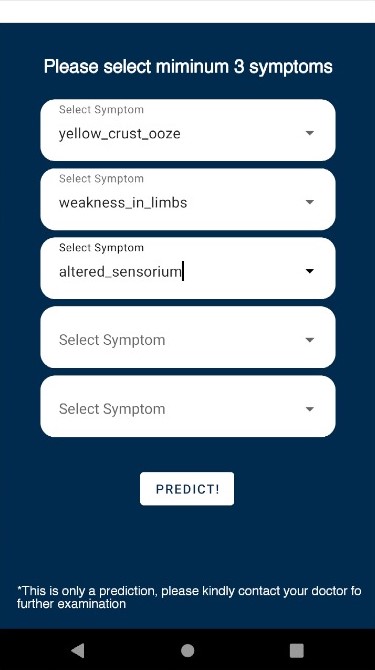 Please select miminum 3 symptoms
Select Symptom
yellow_crust_ooze
Select Symptom
weakness_in_limbs
Select Symptom
altered_sensorium
Select Symptom
Select Symptom
PREDICT!
*This is only a prediction, please kindly contact your doctor fo
further examination